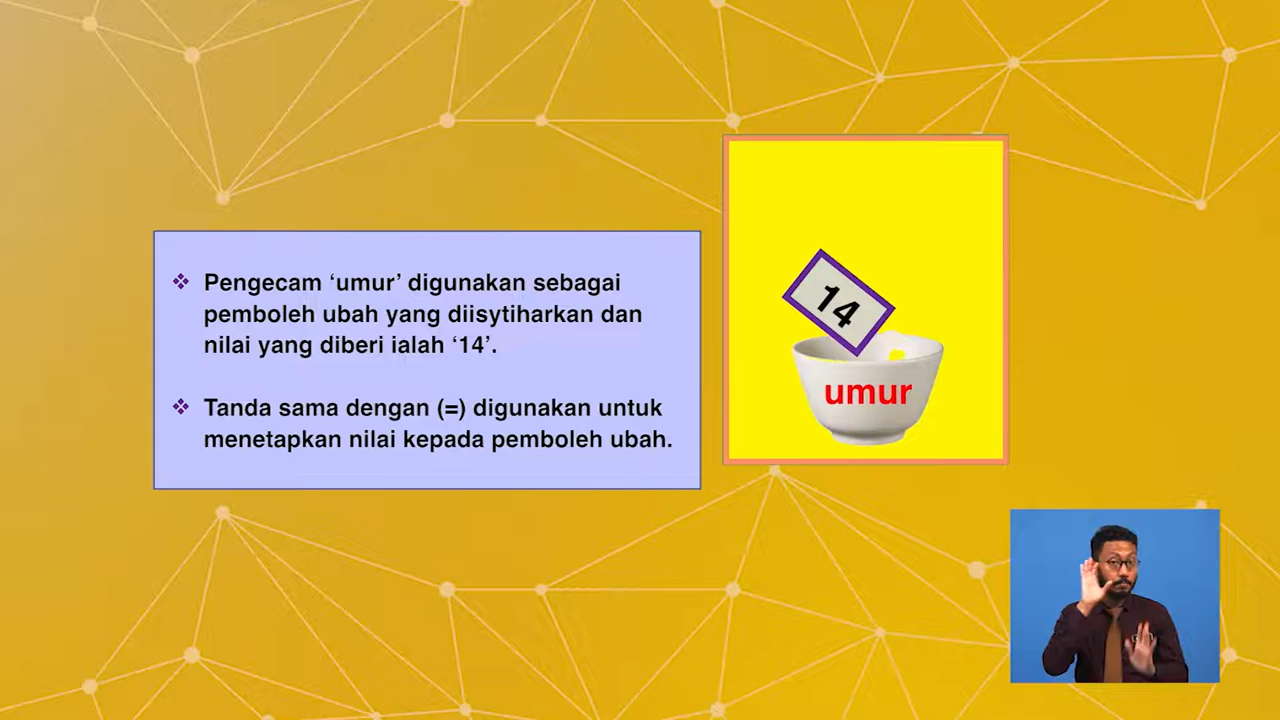 ❖ Pengecam ‘umur’ digunakan sebagai
pemboleh ubah yang diisytiharkan dan
nilai yang diberi ialah ‘14’.
❖ Tanda sama dengan (=) digunakan untuk
menetapkan nilai kepada pemboleh ubah.
14
umur